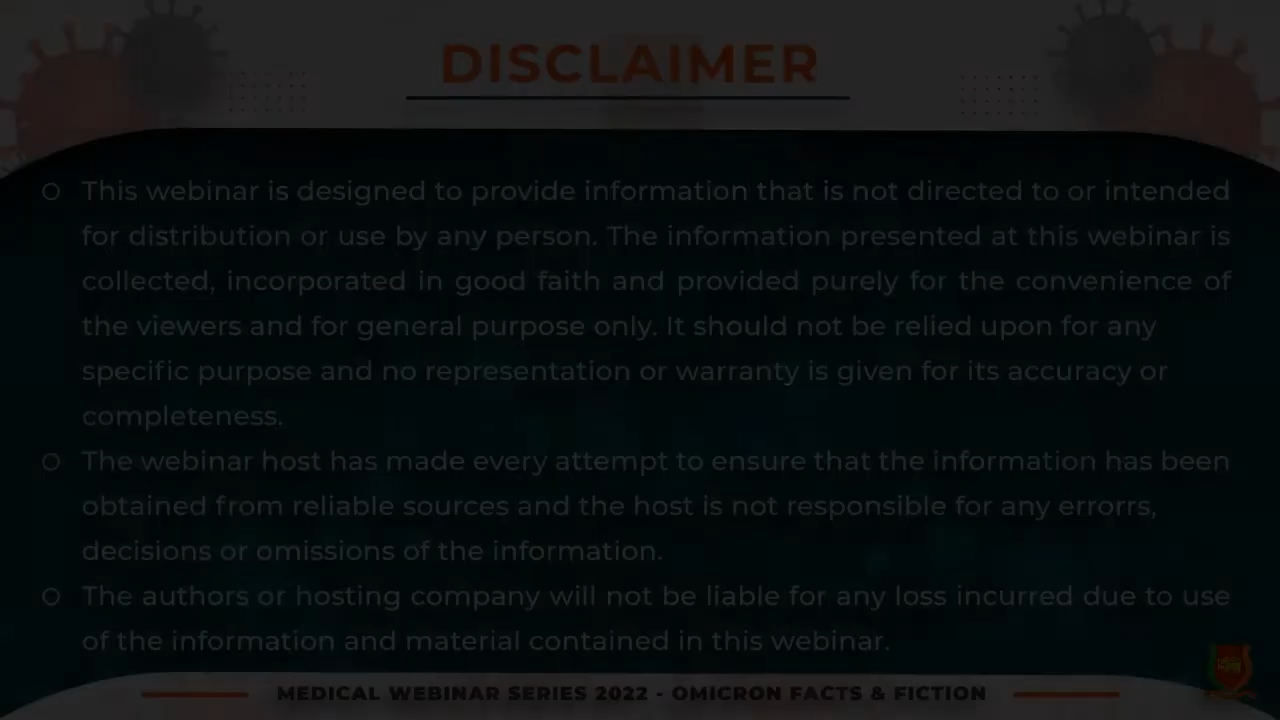 DISCLAIMER
This webinar is designed to provide information that is not directed to or intended
for distribution or use by any person. The information presented at this webinar is
collected, incorporated in good faith and provided purely for the convenience of
the viewers and for general purpose only. It should not be relied upon for any
specific purpose and no representation or warranty is given for its accuracy or
completeness.
The webinar host has made every attempt to ensure that the information has been
obtained from reliable sources and the host is not responsible for any errorrs,
decisions or omissions of the information.
The authors or hosting company will not be liable for any loss incurred due to use
of the information and material contained in this webinar.
MEDICAL WEBINAR SERIES 2022 - OMICRON FACTS & FICTION